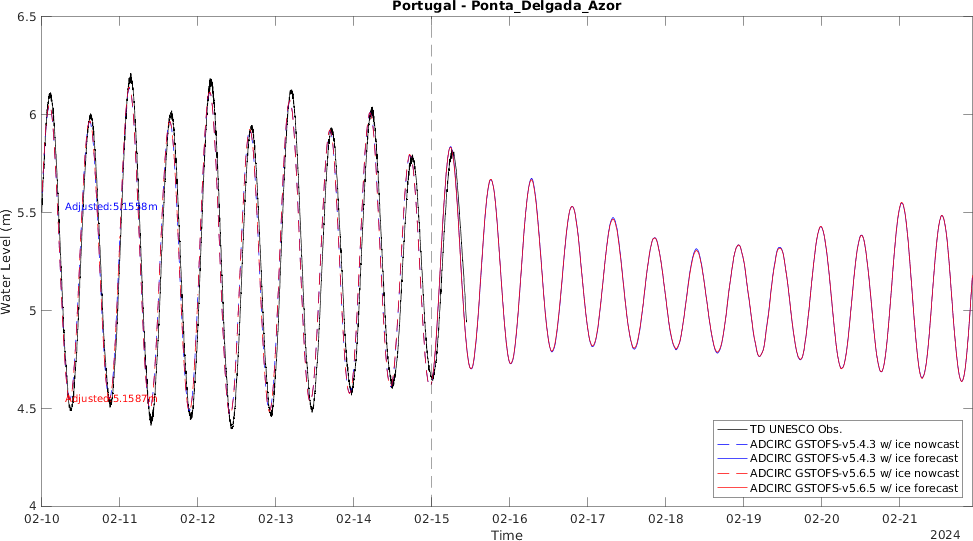 Portugal - Ponta_Delgada_Azor
6.5
6
5.5
5
4.5
4
Water Level (m)
Adjusted:5.1558m
Adjusted:5.1587m
TD UNESCO Obs.
ADCIRC GSTOFS-v5.4.3 w/ ice nowcast
ADCIRC GSTOFS-v5.4.3 w/ ice forecast
ADCIRC GSTOFS-v5.6.5 w/ ice nowcast
ADCIRC GSTOFS-v5.6.5 w/ ice forecast
02-10 02-11 02-12 02-13 02-14 02-15 02-16 02-17 02-18 02-19 02-20 02-21
Time
2024